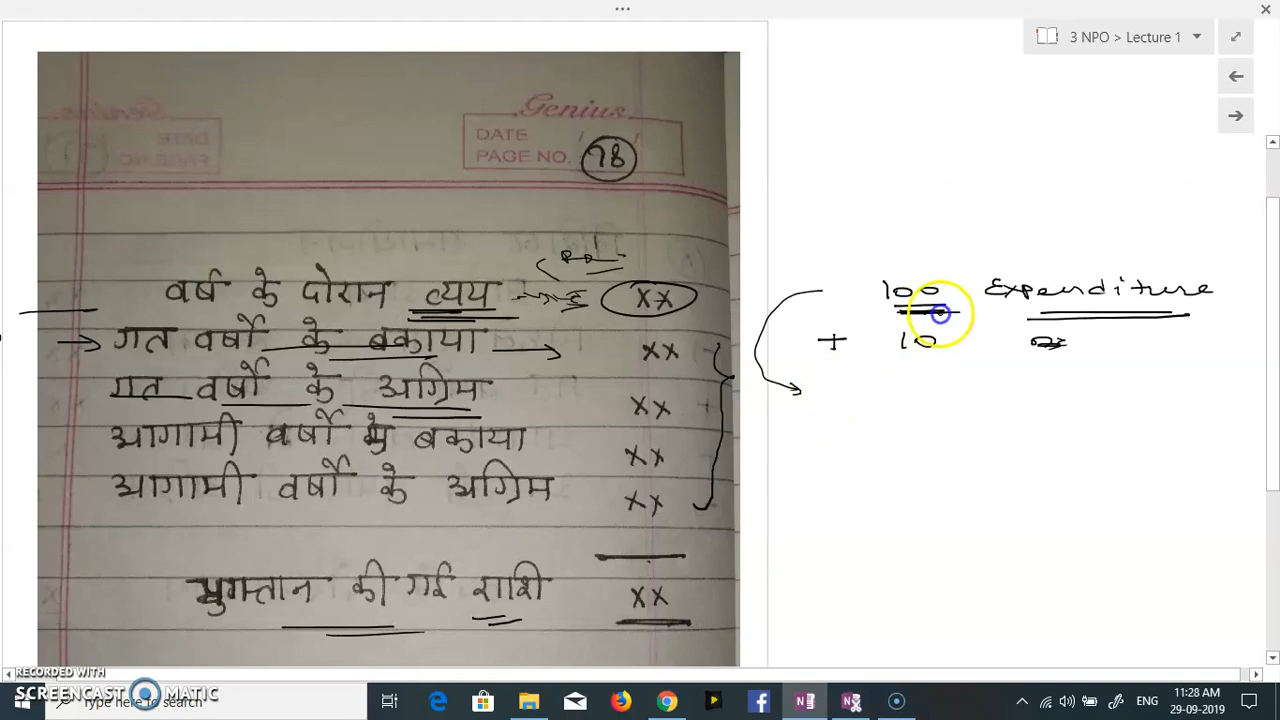 3 NPO > Lecture 1
Genius
DATE / /
PAGE NO. 78
वर्ष के दोरान व्यय xx
100 Expenditure
गत वर्षो के बकाया xx
+ 10
गत वर्षो के अग्रिम xx
आगामी वर्षो के बकाया xx
आगामी वर्षो के अग्रिम xx
भुगतान की गई राशि xx
RECORDED WITH
SCREENCAST MATIC
Type here to search
11:28 AM
29-09-2019
ENG